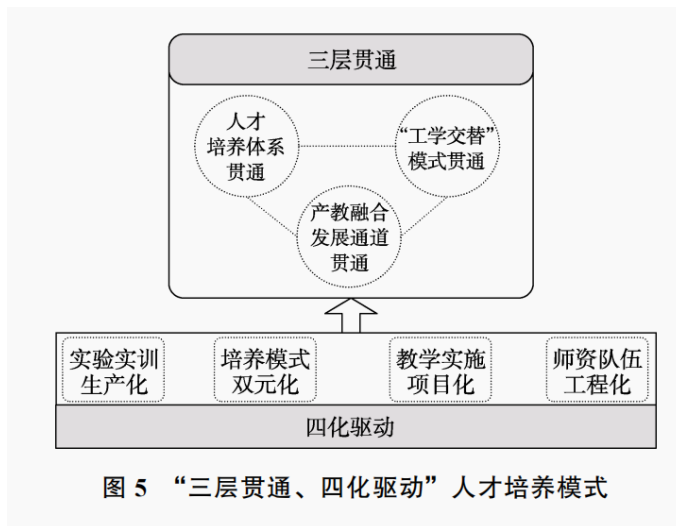 三层贯通
人才
培养体系
贯通
“工学交替”
模式贯通
产教融合
发展通道
贯通
实验实训
生产化
培养模式
双元化
教学实施
项目化
师资队伍
工程化
四化驱动
图 5 “三层贯通、四化驱动”人才培养模式